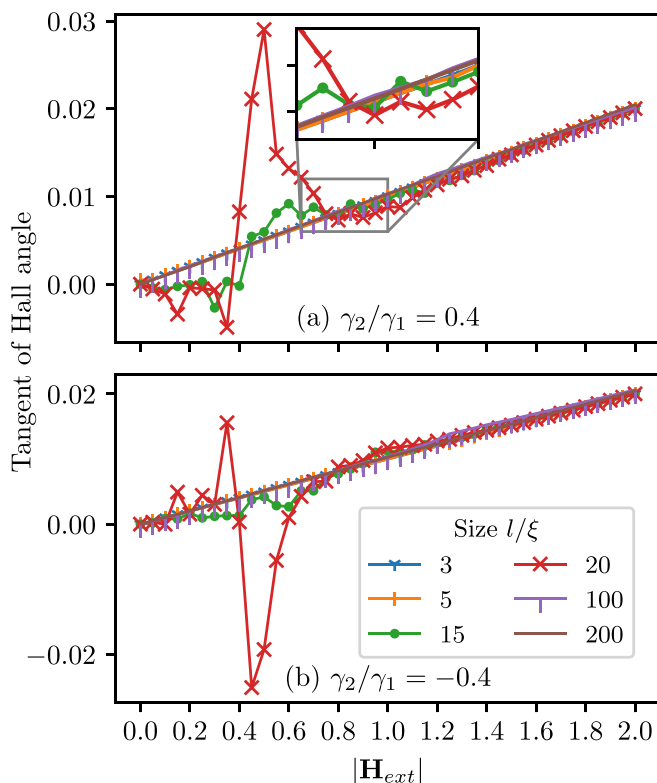 0.03
0.02
0.01
0.00
(a) γ₂/γ₁ = 0.4
Tangent of Hall angle
0.02
0.00
−0.02
Size l/ξ
3 20
5 100
15 200
(b) γ₂/γ₁ = −0.4
0.0 0.2 0.4 0.6 0.8 1.0 1.2 1.4 1.6 1.8 2.0
|H_ext|